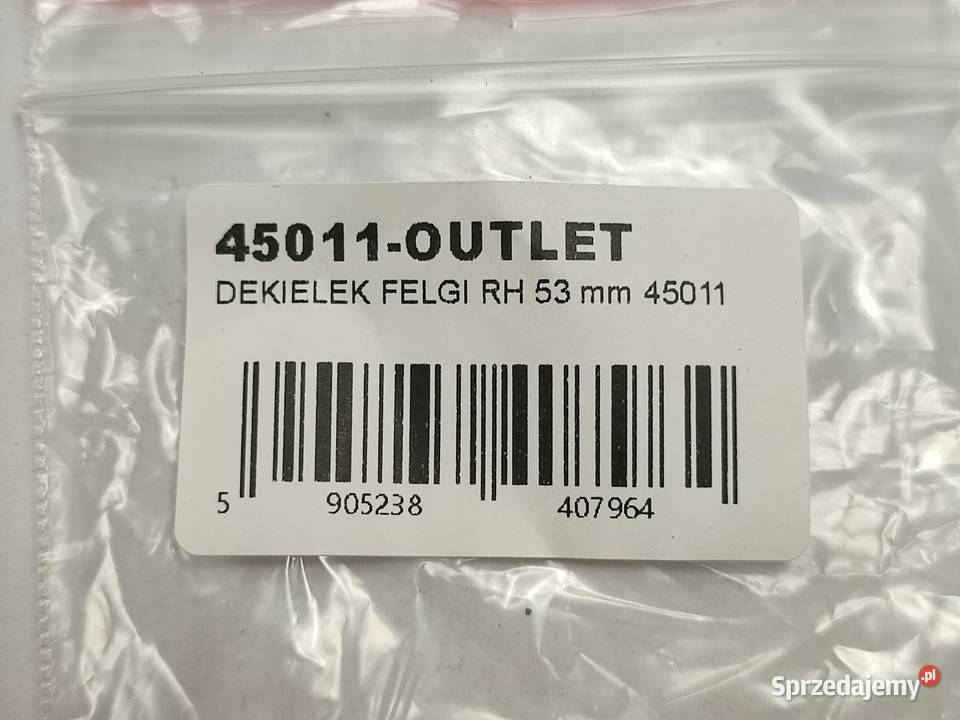 45011-OUTLET
DEKIELEK FELGI RH 53 mm 45011
5 905238 407964
Sprzedajemy.pl